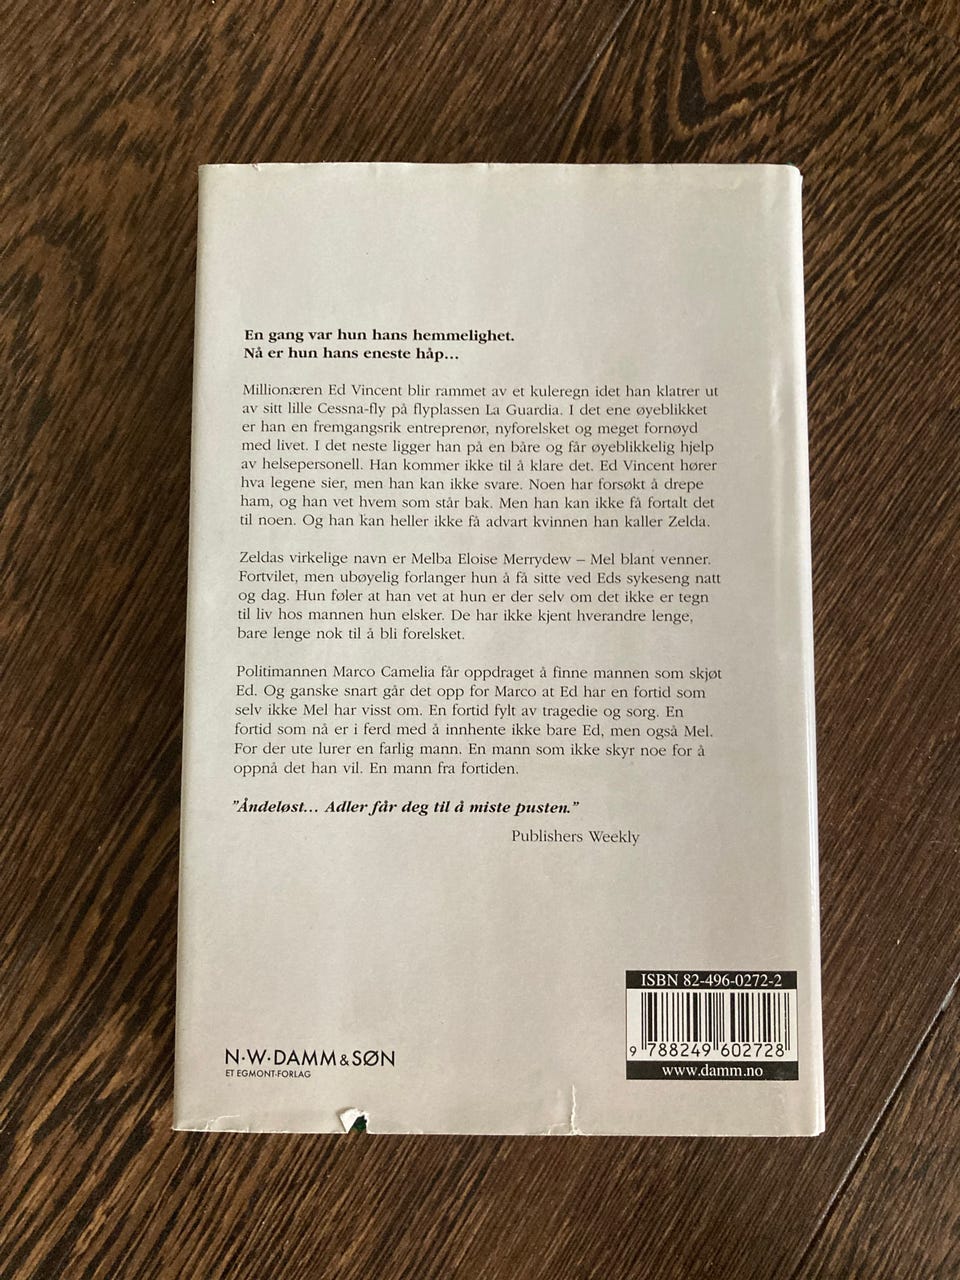 En gang var hun hans hemmelighet.
Nå er hun hans eneste håp...
Millionæren Ed Vincent blir rammet av et kuleregn idet han klatrer ut
av sitt lille Cessna-fly på flyplassen La Guardia. I det ene øyeblikket
er han en fremgangsrik entreprenør, nyforelsket og meget fornøyd
med livet. I det neste ligger han på en båre og får øyeblikkelig hjelp
av helsepersonell. Han kommer ikke til å klare det. Ed Vincent hører
hva legene sier, men han kan ikke svare. Noen har forsøkt å drepe
ham, og han vet hvem som står bak. Men han kan ikke få fortalt det
til noen. Og han kan heller ikke få advart kvinnen han kaller Zelda.
Zeldas virkelige navn er Melba Eloise Merrydew – Mel blant venner.
Fortvilet, men ubøyelig forlanger hun å få sitte ved Eds sykeseng natt
og dag. Hun føler at han vet at hun er der selv om det ikke er tegn
til liv hos mannen hun elsker. De har ikke kjent hverandre lenge,
bare lenge nok til å bli forelsket.
Politimannen Marco Camelia får oppdraget å finne mannen som skjøt
Ed. Og ganske snart går det opp for Marco at Ed har en fortid som
selv ikke Mel har visst om. En fortid fylt av tragedie og sorg. En
fortid som nå er i ferd med å innhente ikke bare Ed, men også Mel.
For der ute lurer en farlig mann. En mann som ikke skyr noe for å
oppnå det han vil. En mann fra fortiden.
"Åndeløst... Adler får deg til å miste pusten."
Publishers Weekly
ISBN 82-496-0272-2
9 788249 602728
www.damm.no
N·W·DAMM & SØN
ET EGMONT-FORLAG